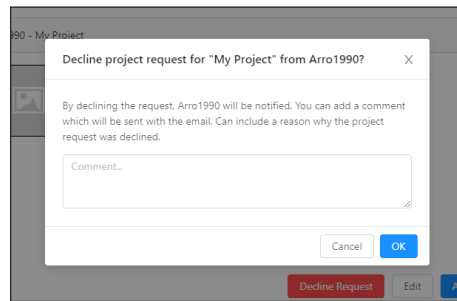 990 - My Project
Decline project request for "My Project" from Arro1990?
By declining the request, Arro1990 will be notified. You can add a comment
which will be sent with the email. Can include a reason why the project
request was declined.
Comment...
Cancel OK
Decline Request Edit A